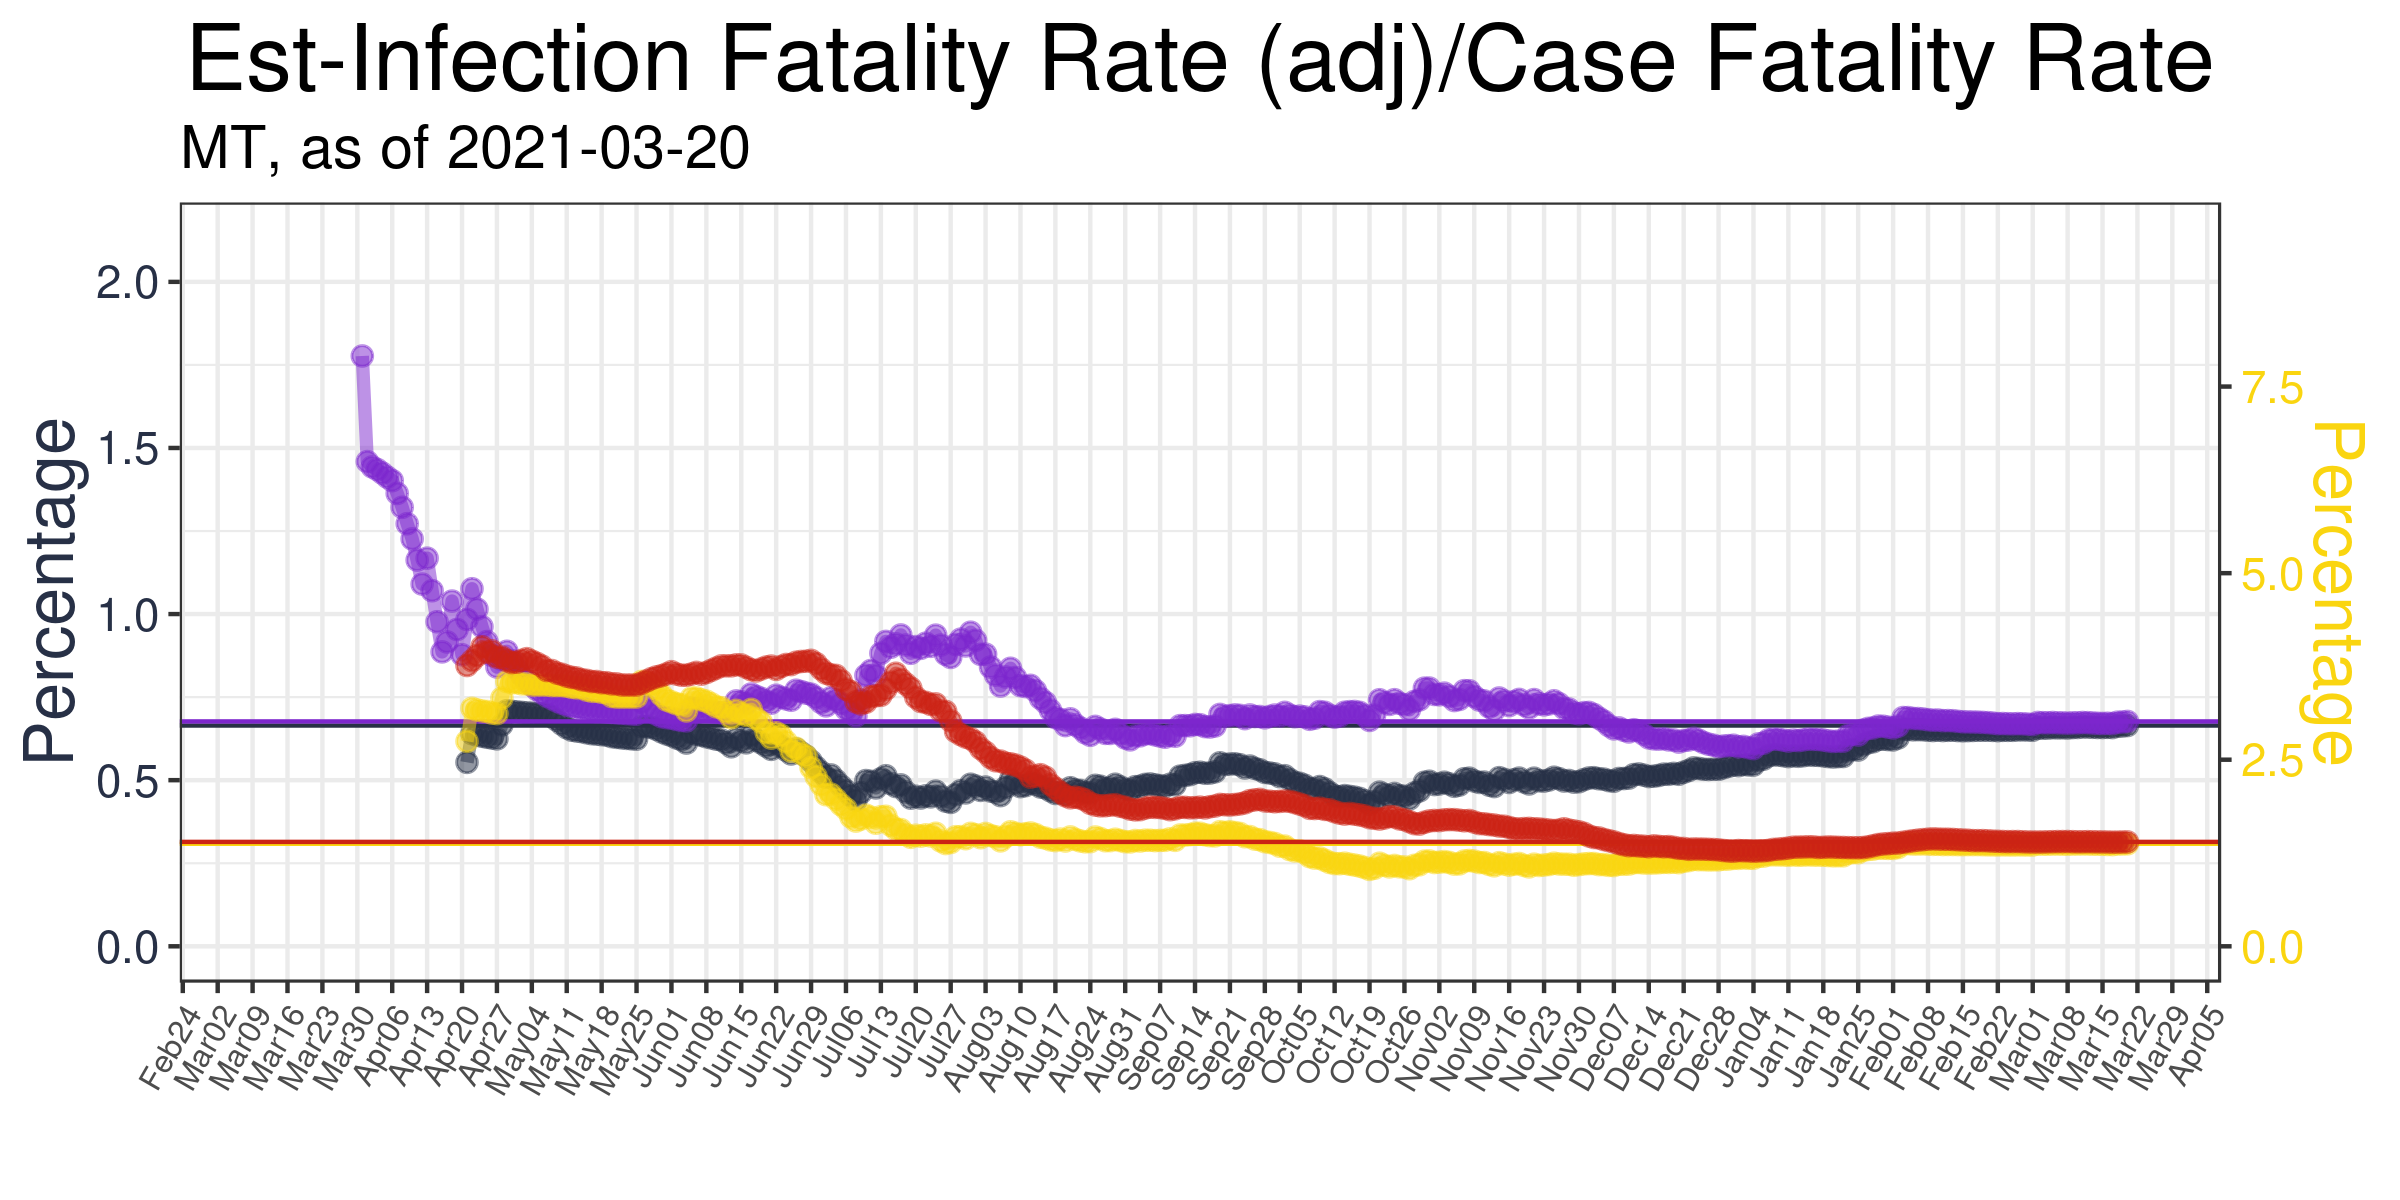 Est-Infection Fatality Rate (adj)/Case Fatality Rate
MT, as of 2021-03-20
Percentage
2.0
1.5
1.0
0.5
0.0
7.5
5.0
2.5
0.0
Percentage
Feb24 Mar02 Mar09 Mar16 Mar23 Mar30 Apr06 Apr13 Apr20 Apr27 May04 May11 May18 May25 Jun01 Jun08 Jun15 Jun22 Jun29 Jul06 Jul13 Jul20 Jul27 Aug03 Aug10 Aug17 Aug24 Aug31 Sep07 Sep14 Sep21 Sep28 Oct05 Oct12 Oct19 Oct26 Nov02 Nov09 Nov16 Nov23 Nov30 Dec07 Dec14 Dec21 Dec28 Jan04 Jan11 Jan18 Jan25 Feb01 Feb08 Feb15 Feb22 Mar01 Mar08 Mar15 Mar22 Mar29 Apr05